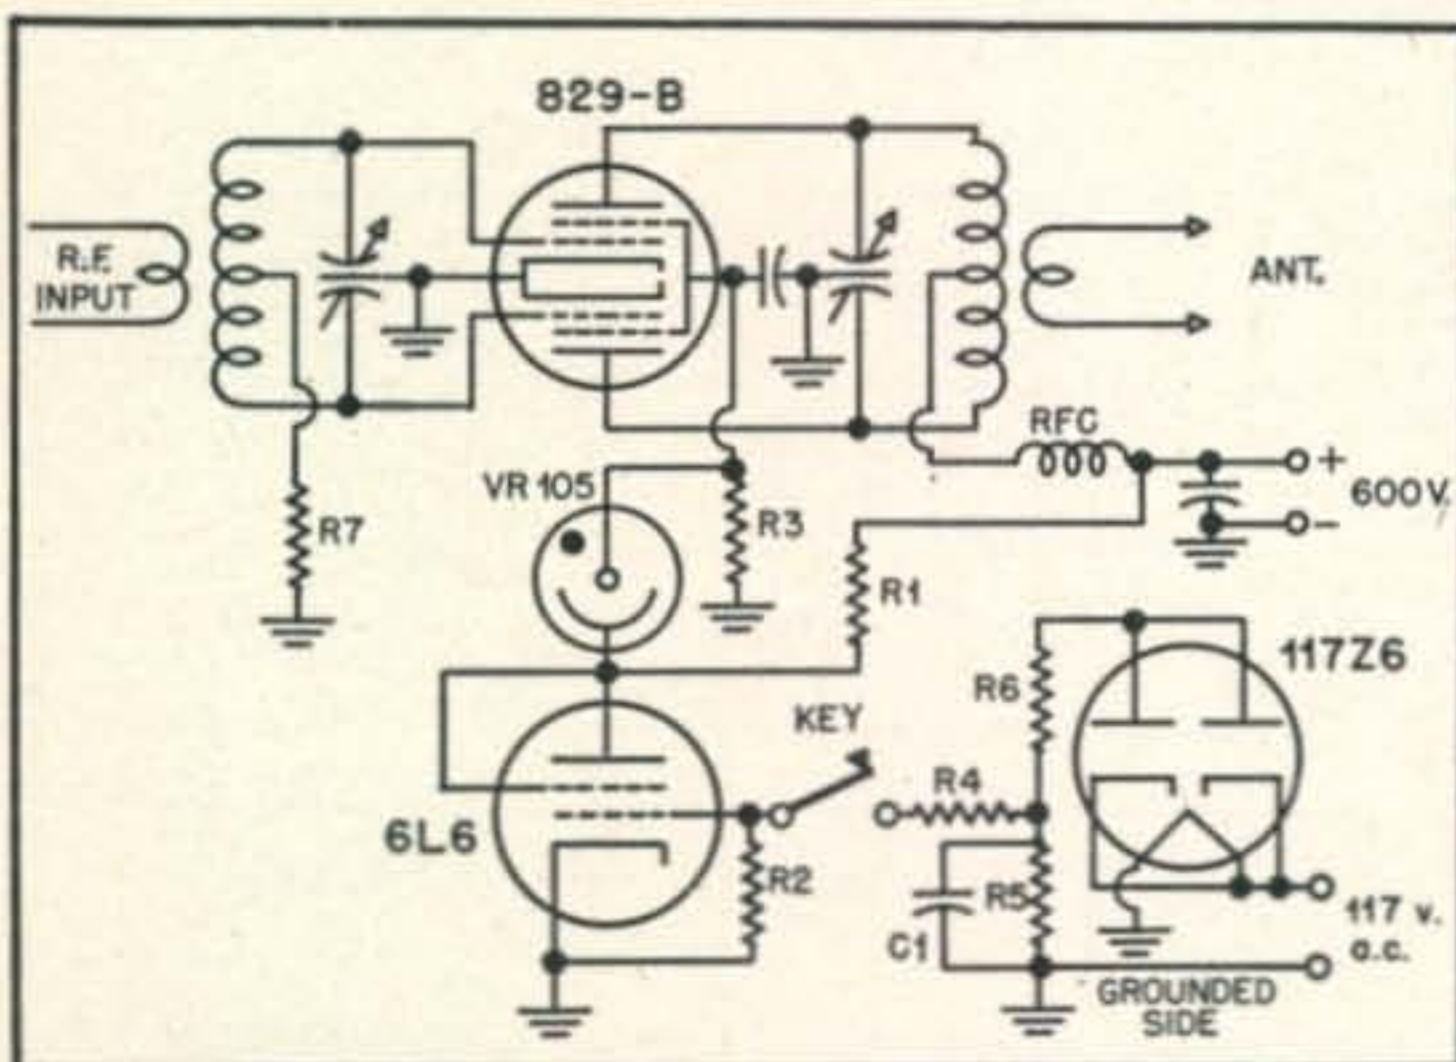 829-B
R.F.
INPUT
ANT.
RFC
+
600V.
-
VR 105
R7
R3
R1
117Z6
R6
KEY
R4
6L6
R2
R5
C1
117 v.
a.c.
GROUNDED
SIDE